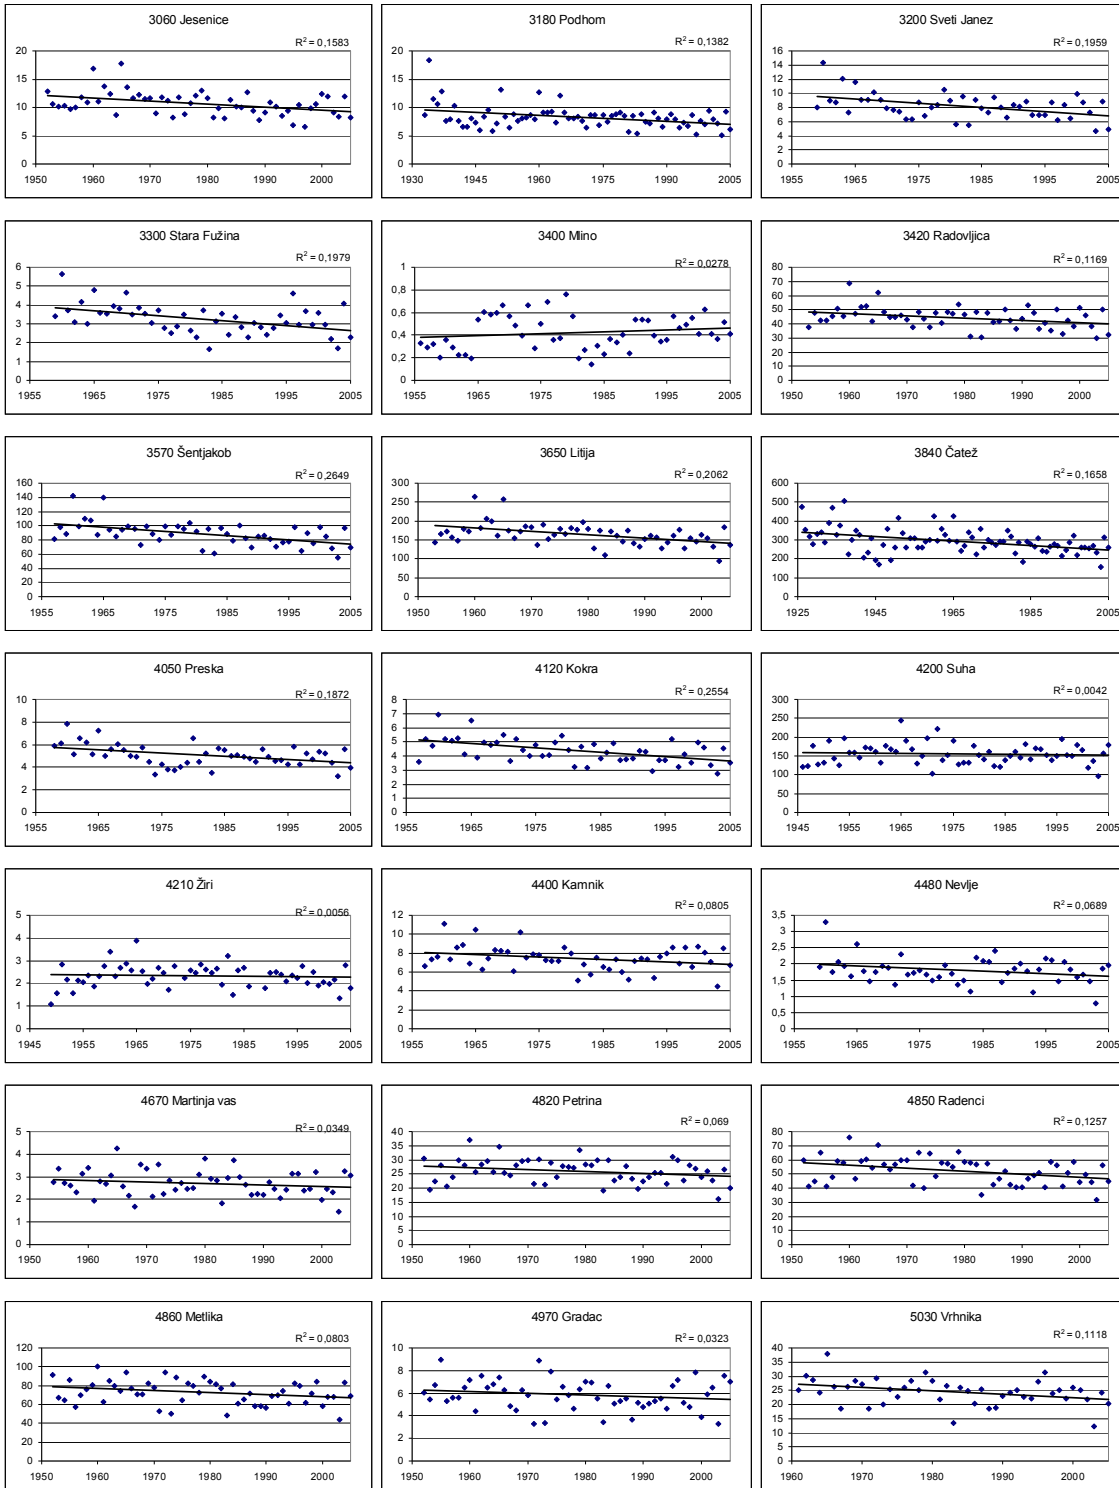 3060 Jesenice
R² = 0,1583
20
15
10
5
0
1950 1960 1970 1980 1990 2000
3180 Podhom
R² = 0,1382
20
15
10
5
0
1930 1945 1960 1975 1990 2005
3200 Sveti Janez
R² = 0,1959
16
14
12
10
8
6
4
2
0
1955 1965 1975 1985 1995 2005
3300 Stara Fužina
R² = 0,1979
6
5
4
3
2
1
0
1955 1965 1975 1985 1995 2005
3400 Mlino
R² = 0,0278
1
0,8
0,6
0,4
0,2
0
1955 1965 1975 1985 1995 2005
3420 Radovljica
R² = 0,1169
80
70
60
50
40
30
20
10
0
1950 1960 1970 1980 1990 2000
3570 Šentjakob
R² = 0,2649
160
140
120
100
80
60
40
20
0
1955 1965 1975 1985 1995 2005
3650 Litija
R² = 0,2062
300
250
200
150
100
50
0
1950 1960 1970 1980 1990 2000
3840 Čatež
R² = 0,1658
600
500
400
300
200
100
0
1925 1945 1965 1985 2005
4050 Preska
R² = 0,1872
10
8
6
4
2
0
1955 1965 1975 1985 1995 2005
4120 Kokra
R² = 0,2554
8
7
6
5
4
3
2
1
0
1955 1965 1975 1985 1995 2005
4200 Suha
R² = 0,0042
300
250
200
150
100
50
0
1945 1955 1965 1975 1985 1995 2005
4210 Žiri
R² = 0,0056
5
4
3
2
1
0
1945 1955 1965 1975 1985 1995 2005
4400 Kamnik
R² = 0,0805
12
10
8
6
4
2
0
1955 1965 1975 1985 1995 2005
4480 Nevlje
R² = 0,0689
3,5
3
2,5
2
1,5
1
0,5
0
1955 1965 1975 1985 1995 2005
4670 Martinja vas
R² = 0,0349
5
4
3
2
1
0
1950 1960 1970 1980 1990 2000
4820 Petrina
R² = 0,069
40
35
30
25
20
15
10
5
0
1950 1960 1970 1980 1990 2000
4850 Radenci
R² = 0,1257
80
70
60
50
40
30
20
10
0
1950 1960 1970 1980 1990 2000
4860 Metlika
R² = 0,0803
120
100
80
60
40
20
0
1950 1960 1970 1980 1990 2000
4970 Gradac
R² = 0,0323
10
8
6
4
2
0
1950 1960 1970 1980 1990 2000
5030 Vrhnika
R² = 0,1118
40
35
30
25
20
15
10
5
0
1960 1970 1980 1990 2000